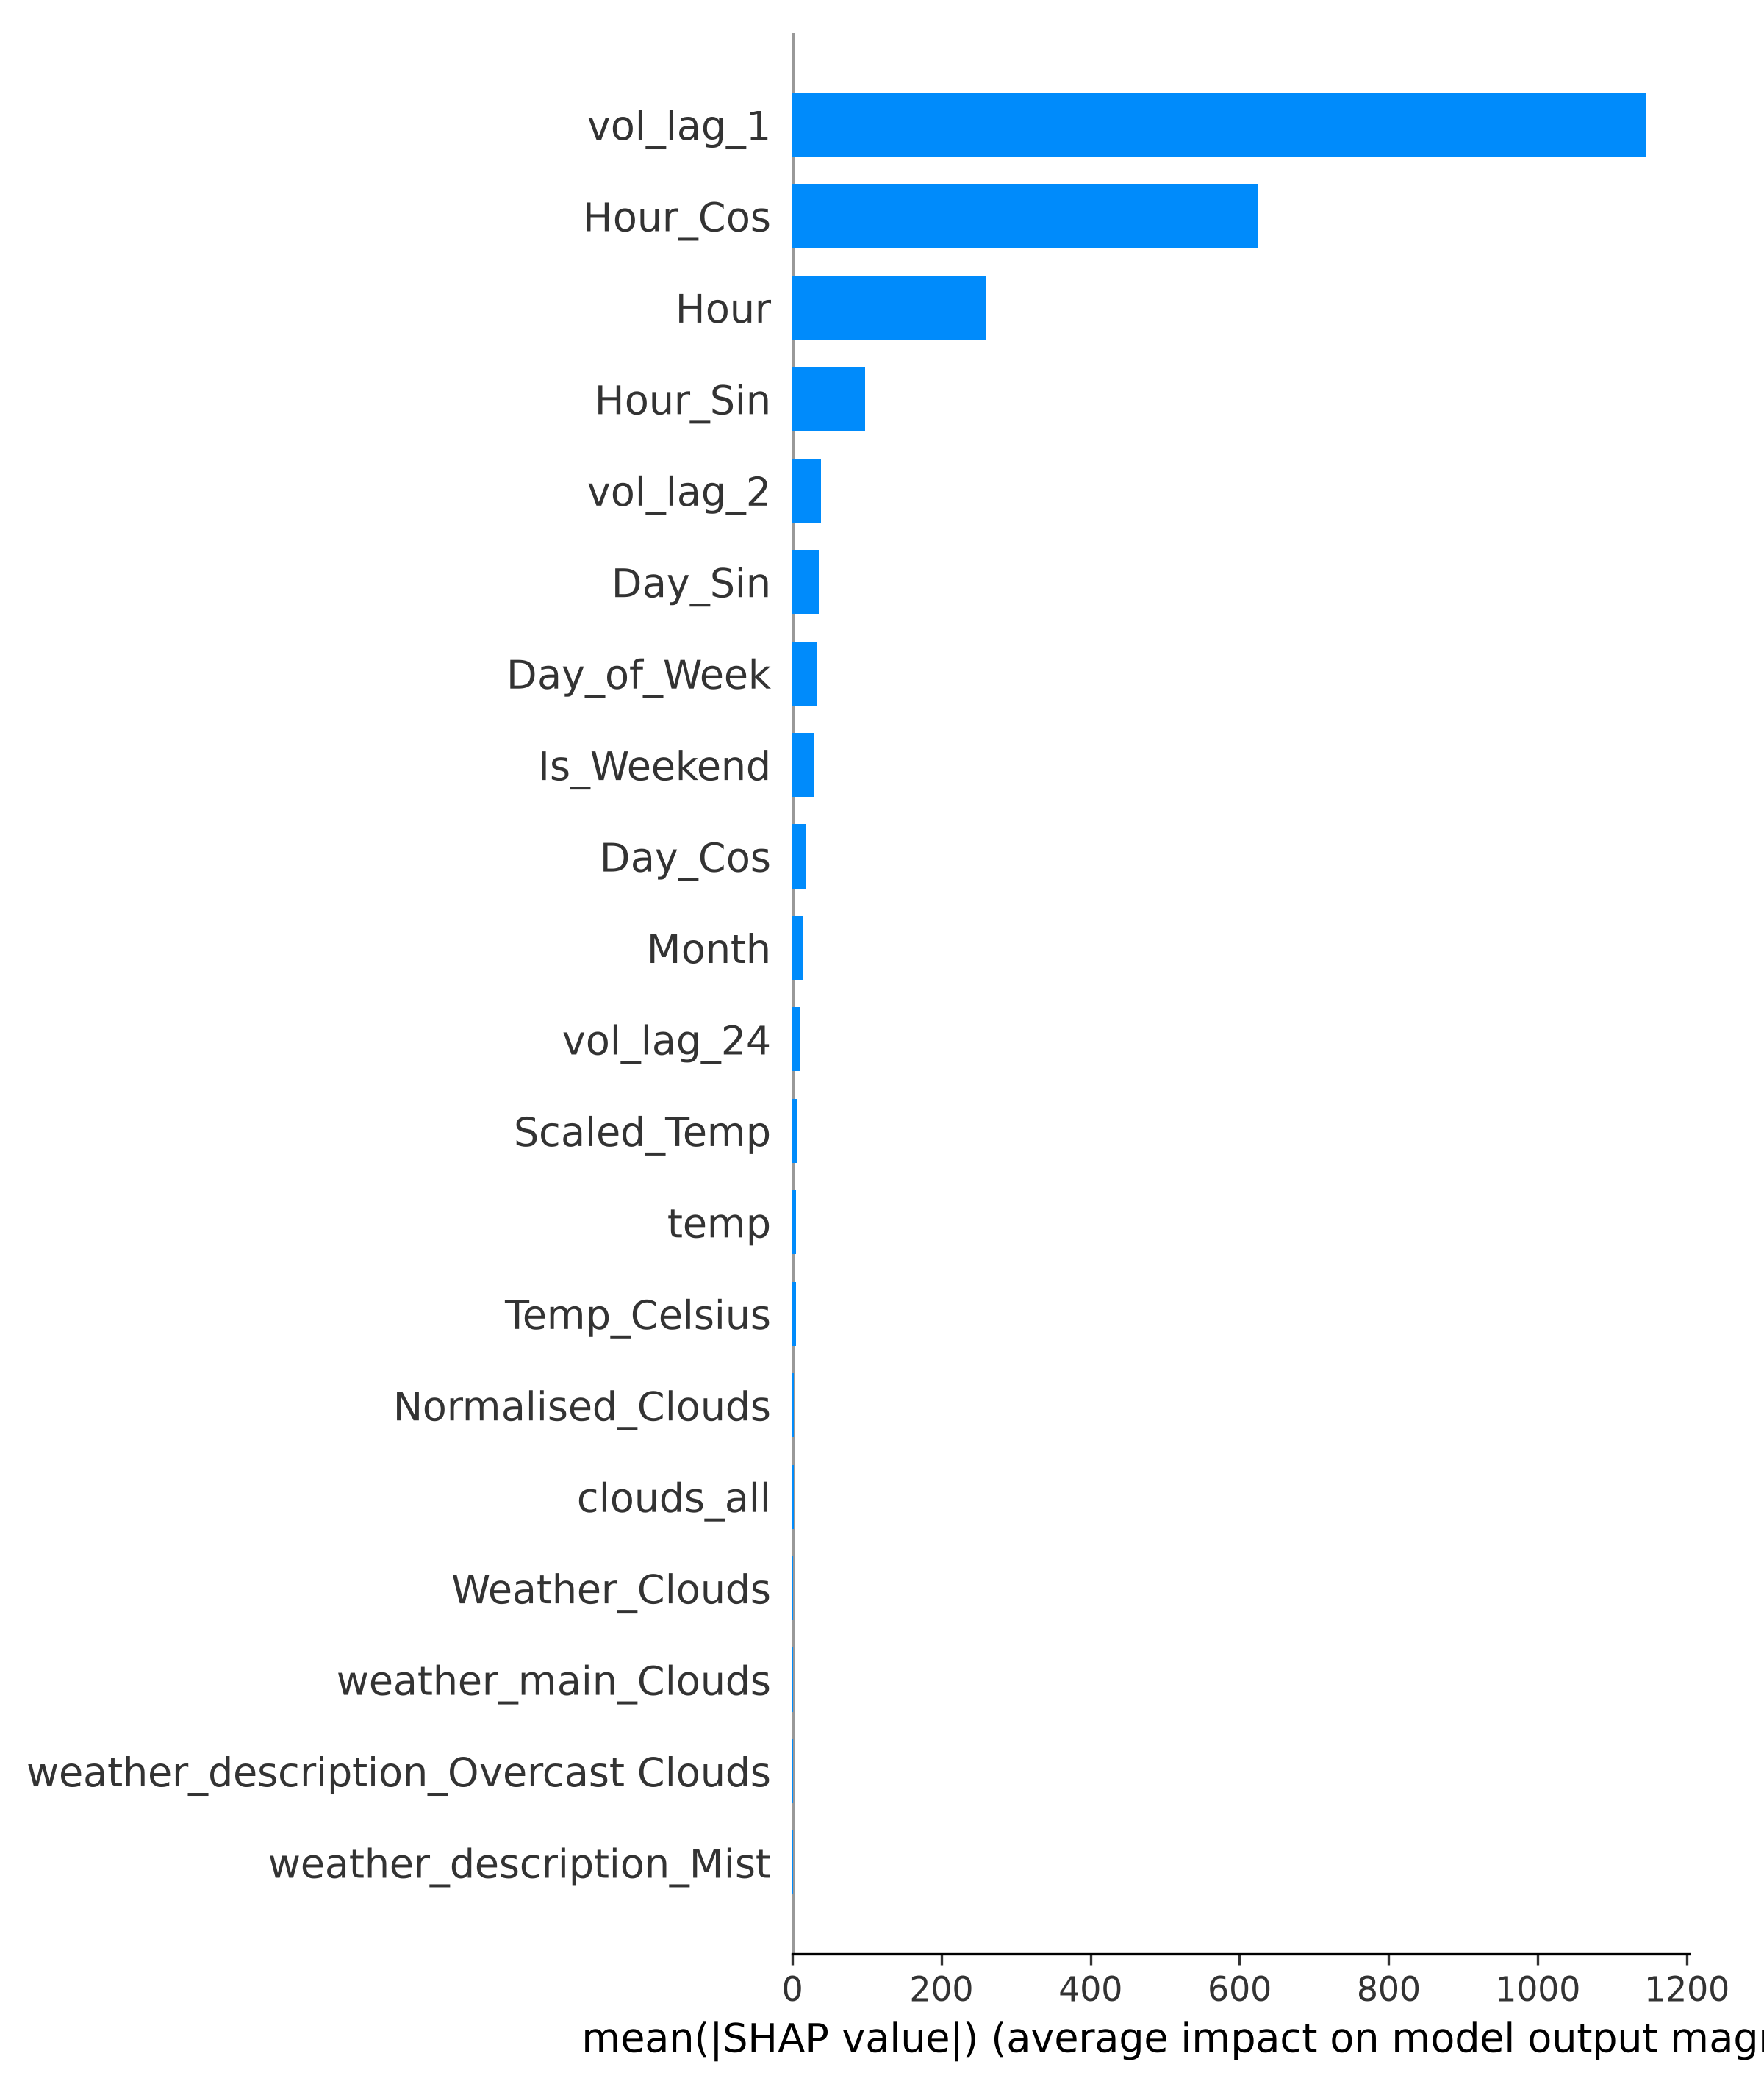 vol_lag_1
Hour_Cos
Hour
Hour_Sin
vol_lag_2
Day_Sin
Day_of_Week
Is_Weekend
Day_Cos
Month
vol_lag_24
Scaled_Temp
temp
Temp_Celsius
Normalised_Clouds
clouds_all
Weather_Clouds
weather_main_Clouds
weather_description_Overcast Clouds
weather_description_Mist
0 200 400 600 800 1000 1200
mean(|SHAP value|) (average impact on model output